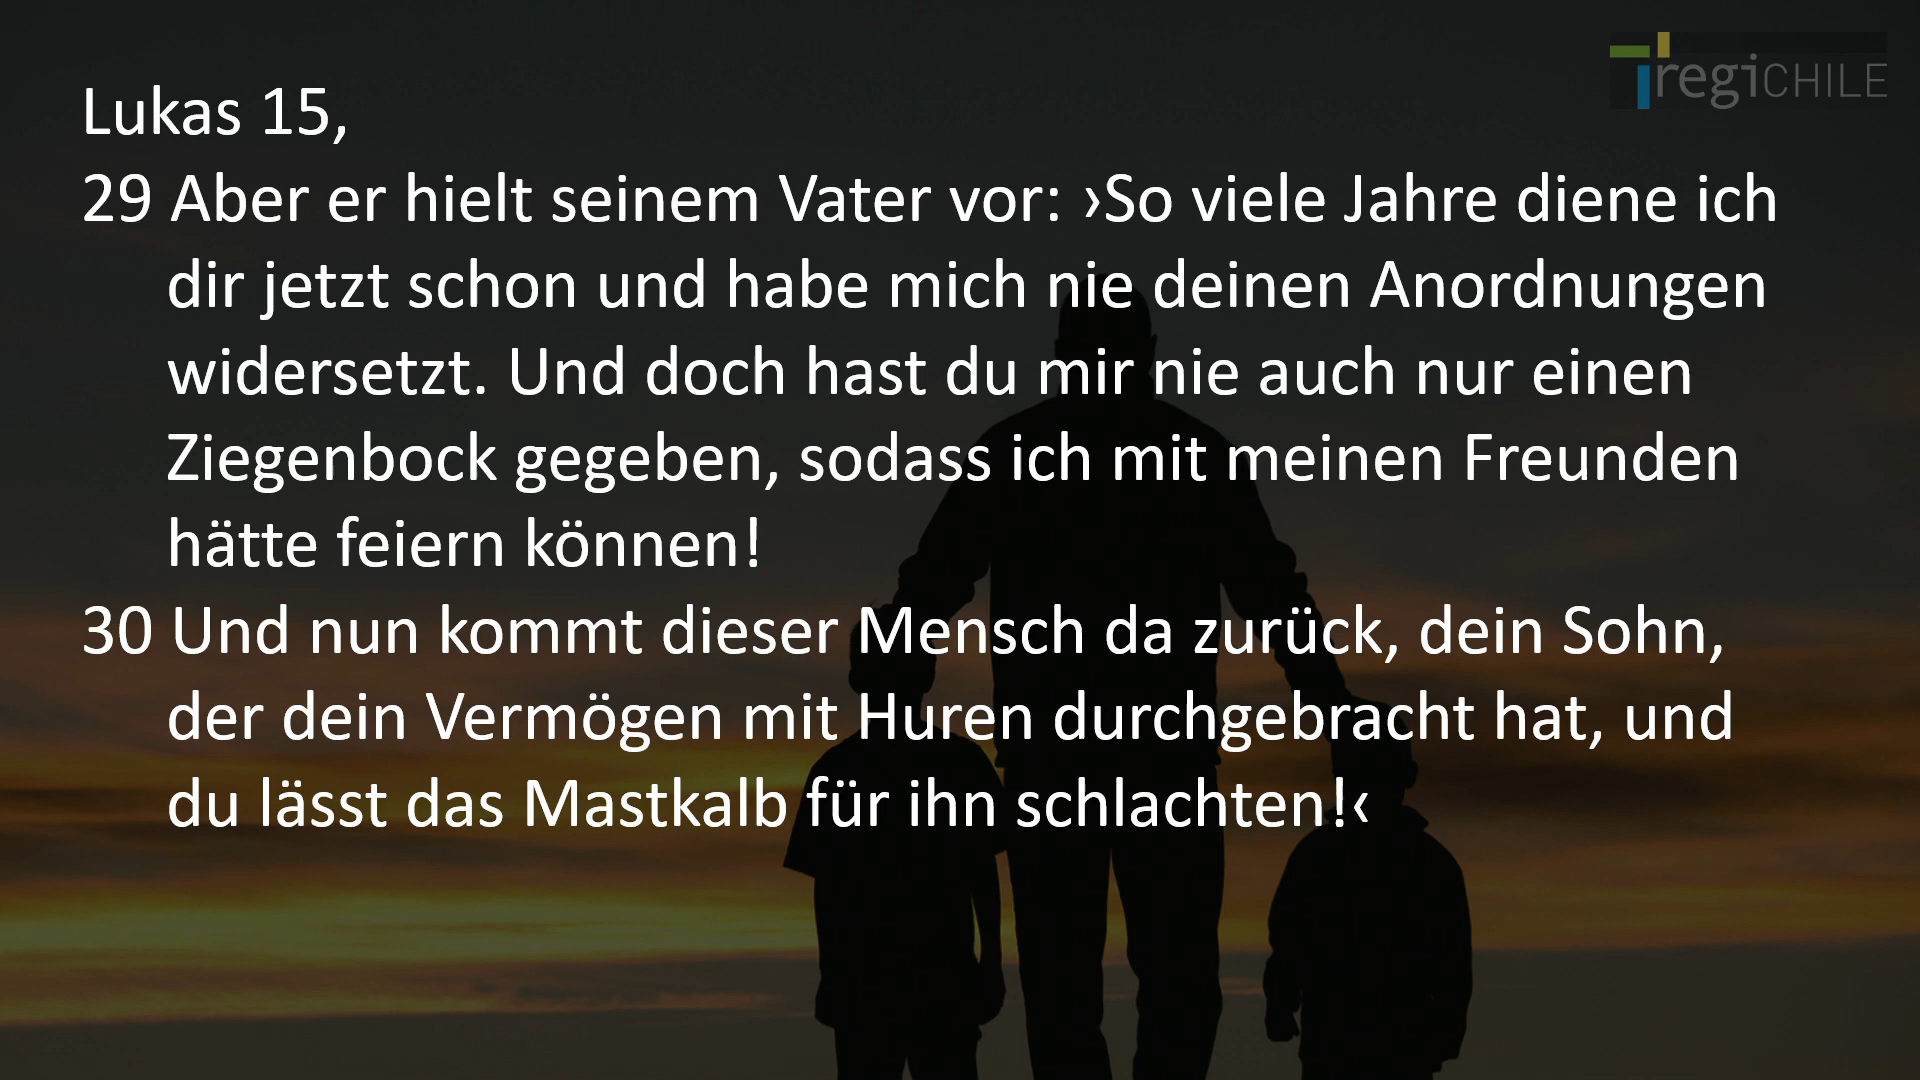 regiCHILE
Lukas 15,
29 Aber er hielt seinem Vater vor: ›So viele Jahre diene ich
dir jetzt schon und habe mich nie deinen Anordnungen
widersetzt. Und doch hast du mir nie auch nur einen
Ziegenbock gegeben, sodass ich mit meinen Freunden
hätte feiern können!
30 Und nun kommt dieser Mensch da zurück, dein Sohn,
der dein Vermögen mit Huren durchgebracht hat, und
du lässt das Mastkalb für ihn schlachten!‹